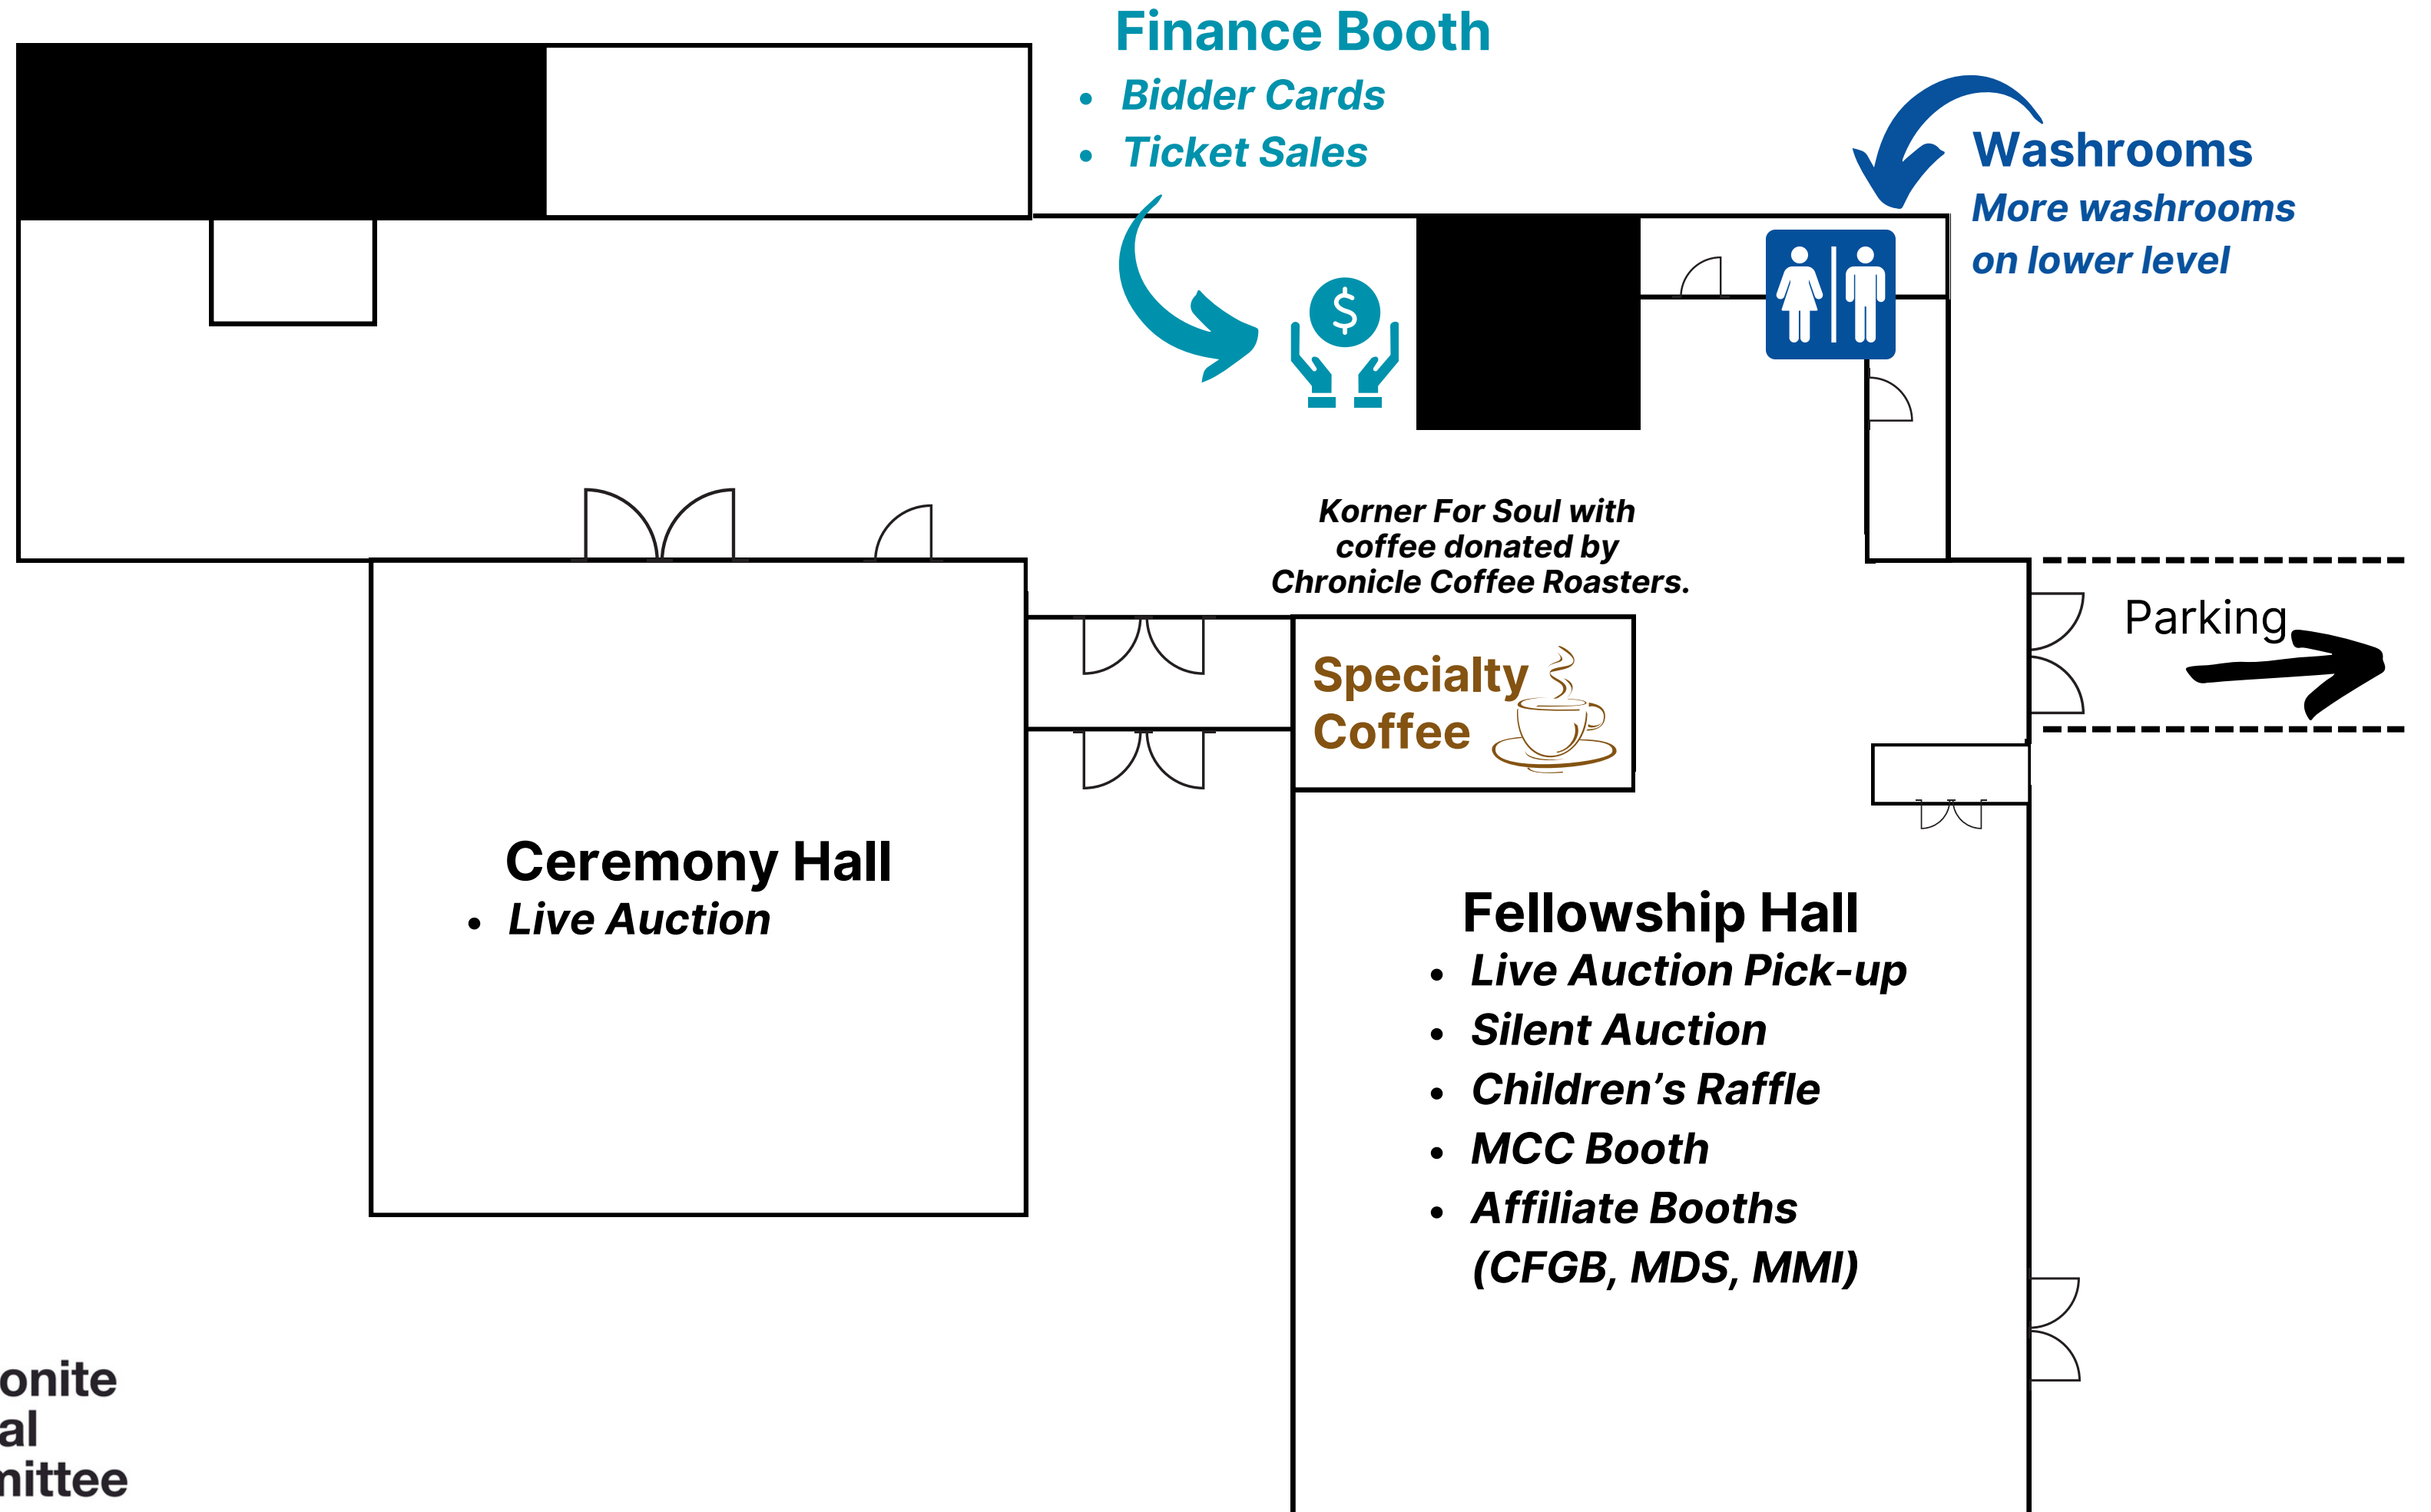 Finance Booth
• Bidder Cards
• Ticket Sales
Washrooms
More washrooms
on lower level
$
Korner For Soul with
coffee donated by
Chronicle Coffee Roasters.
Parking
Specialty
Coffee
Ceremony Hall
• Live Auction
Fellowship Hall
• Live Auction Pick-up
• Silent Auction
• Children’s Raffle
• MCC Booth
• Affiliate Booths
(CFGB, MDS, MMI)
onite
al
mittee